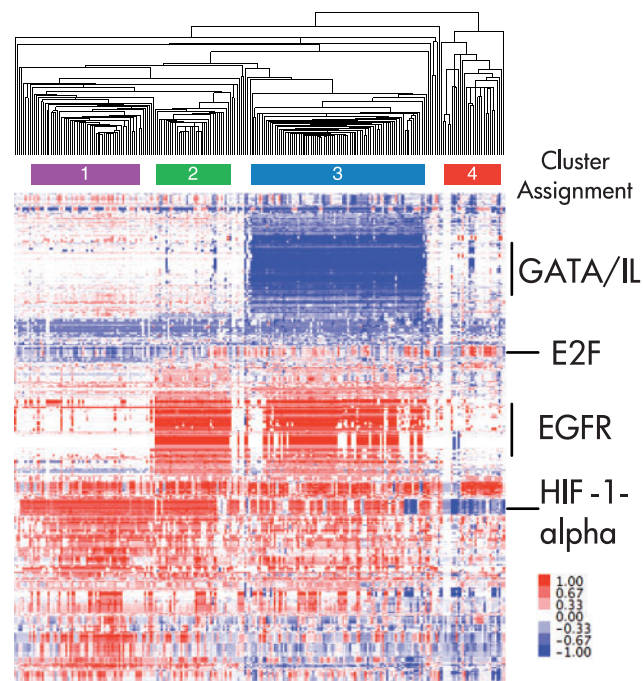 1 2 3 4
Cluster
Assignment
GATA/IL
E2F
EGFR
HIF -1-
alpha
1.00
0.67
0.33
0.00
-0.33
-0.67
-1.00